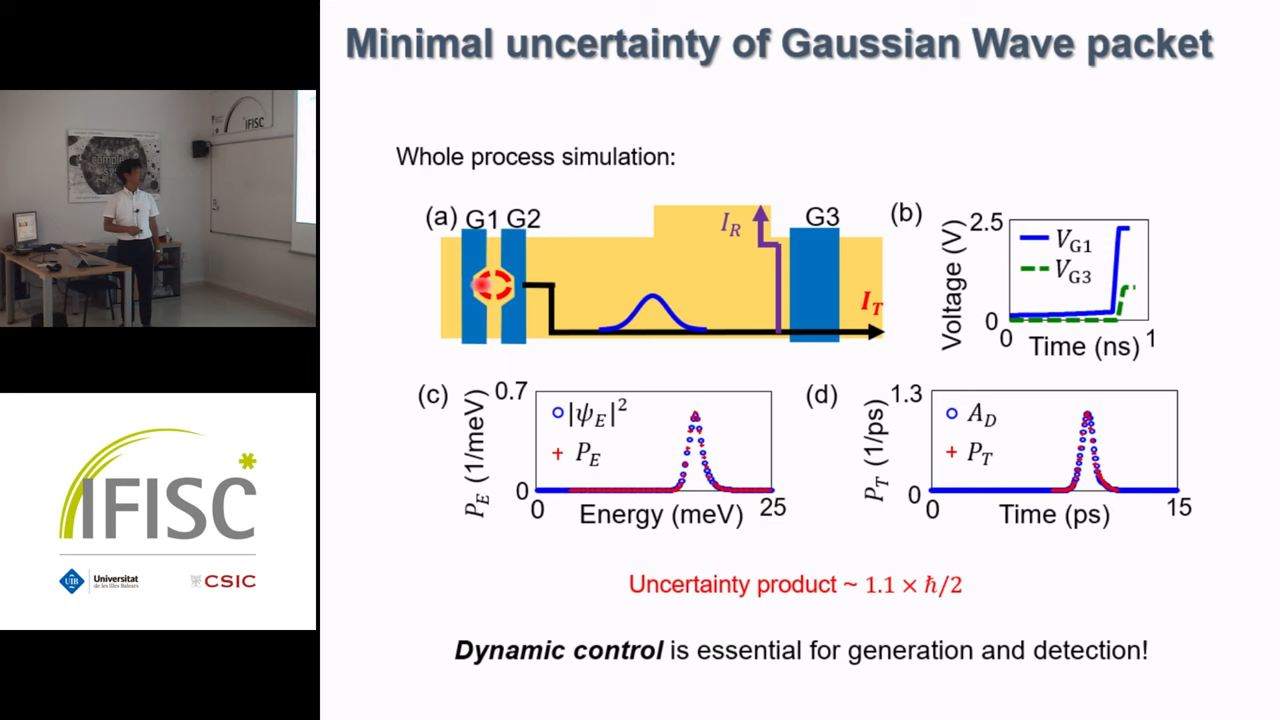 Minimal uncertainty of Gaussian Wave packet
IFISC
Whole process simulation:
(a) G1 G2
I_R
G3
I_T
(b)
2.5
Voltage (V)
V_G1
V_G3
0
0 Time (ns) 1
(c)
0.7
P_E (1/meV)
|ψ_E|²
P_E
0
0 Energy (meV) 25
(d)
1.3
P_T (1/ps)
A_D
P_T
0
0 Time (ps) 15
IFISC
UIB Universitat
de les Illes Balears
CSIC
Uncertainty product ~ 1.1 × ħ/2
Dynamic control is essential for generation and detection!